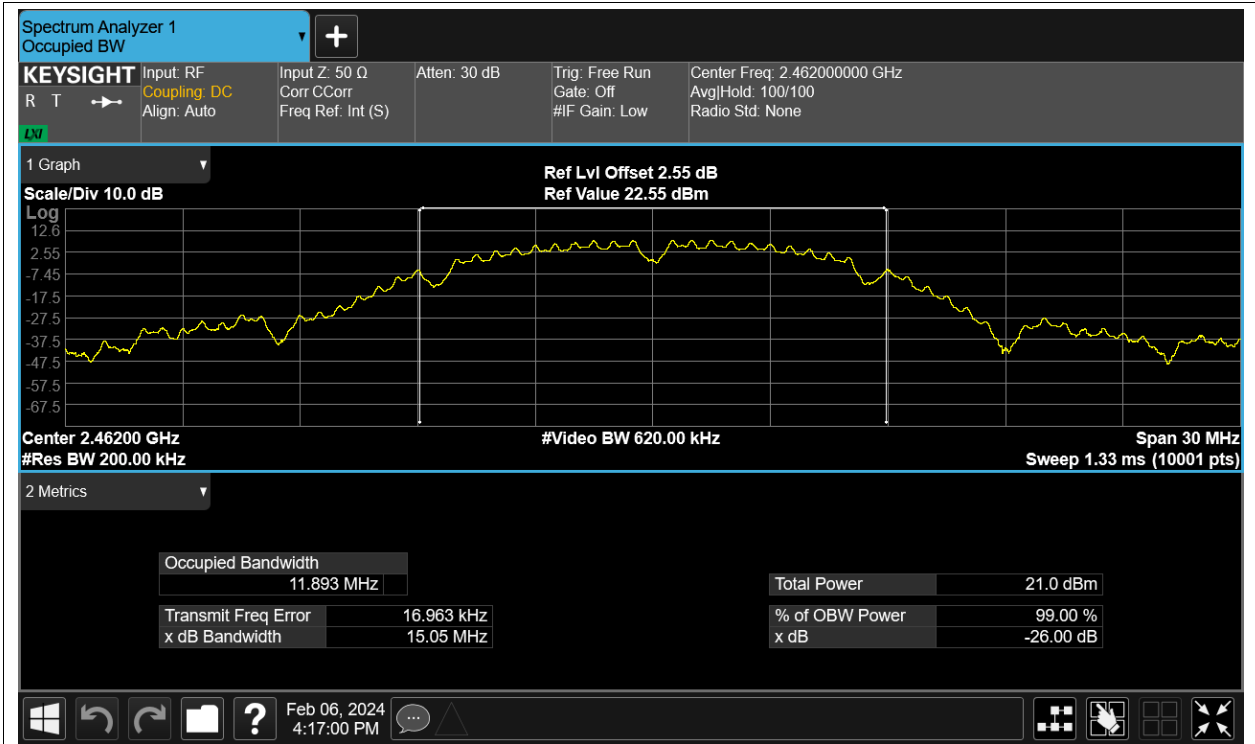 Spectrum Analyzer 1
Occupied BW
KEYSIGHT
R T
LXI
Input: RF
Coupling: DC
Align: Auto
Input Z: 50 Ω
Corr CCorr
Freq Ref: Int (S)
Atten: 30 dB
Trig: Free Run
Gate: Off
#IF Gain: Low
Center Freq: 2.462000000 GHz
Avg|Hold: 100/100
Radio Std: None
1 Graph
Scale/Div 10.0 dB
Ref Lvl Offset 2.55 dB
Ref Value 22.55 dBm
Log
12.6
2.55
-7.45
-17.5
-27.5
-37.5
-47.5
-57.5
-67.5
Center 2.46200 GHz
#Res BW 200.00 kHz
#Video BW 620.00 kHz
Span 30 MHz
Sweep 1.33 ms (10001 pts)
2 Metrics
Occupied Bandwidth
11.893 MHz
Transmit Freq Error 16.963 kHz
x dB Bandwidth 15.05 MHz
Total Power 21.0 dBm
% of OBW Power 99.00 %
x dB -26.00 dB
?
Feb 06, 2024
4:17:00 PM